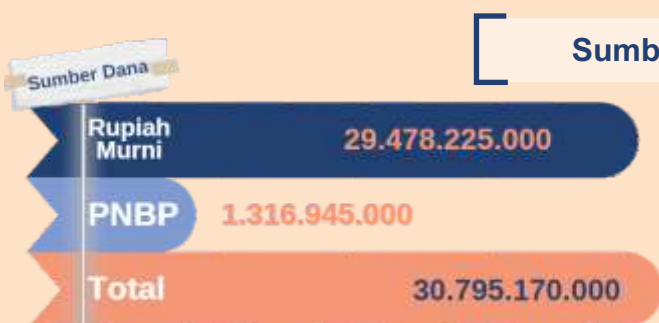 Sumb
Sumber Dana
Rupiah
Murni
29.478.225.000
PNBP
1.316.945.000
Total
30.795.170.000